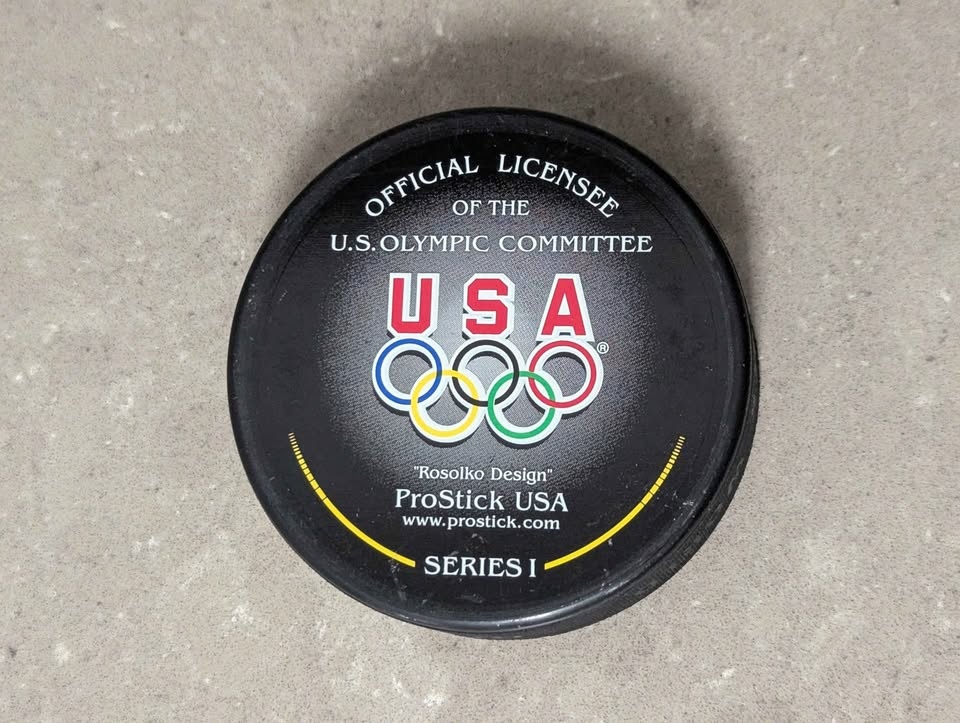 OFFICIAL LICENSEE
OF THE
U.S. OLYMPIC COMMITTEE
USA
®
"Rosolko Design"
ProStick USA
www.prostick.com
SERIES I